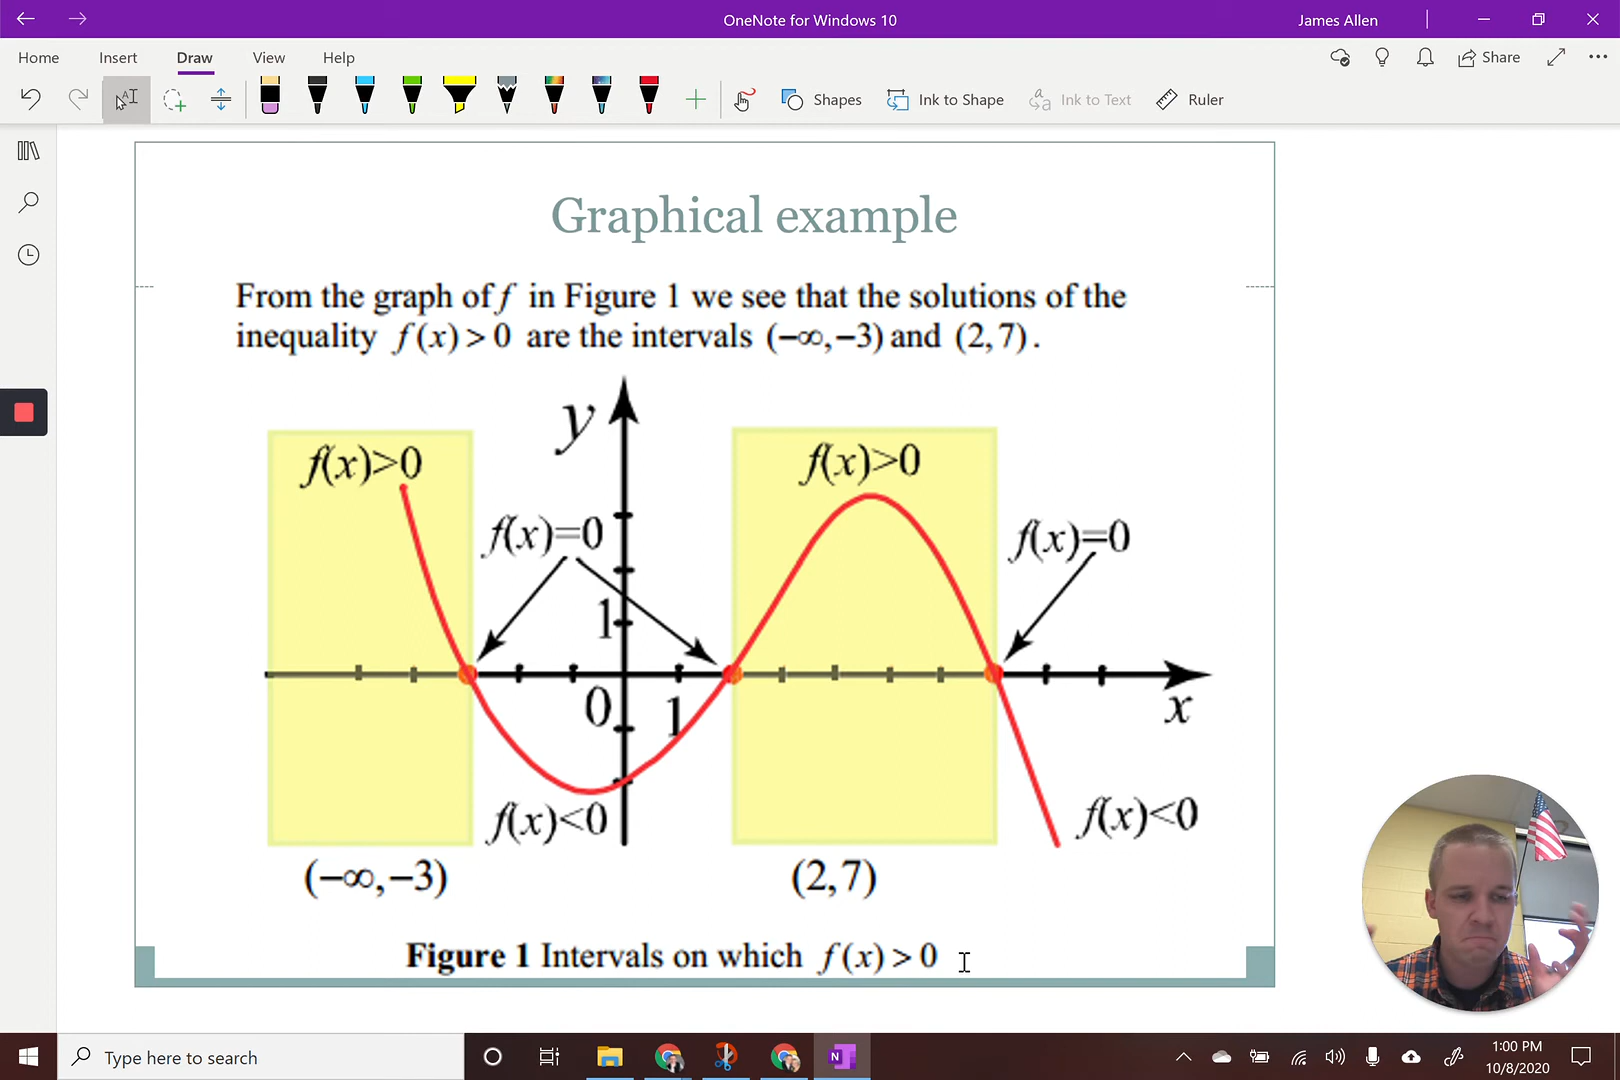 OneNote for Windows 10
James Allen
Home Insert Draw View Help
Share
Shapes
Ink to Shape
Ink to Text
Ruler
Graphical example
From the graph of f in Figure 1 we see that the solutions of the
inequality f(x)>0 are the intervals (−∞,−3) and (2,7).
y
f(x)>0
f(x)>0
f(x)=0
f(x)=0
1
0
1
x
f(x)<0
f(x)<0
(−∞,−3)
(2,7)
Figure 1 Intervals on which f(x)>0
Type here to search
N
1:00 PM
10/8/2020